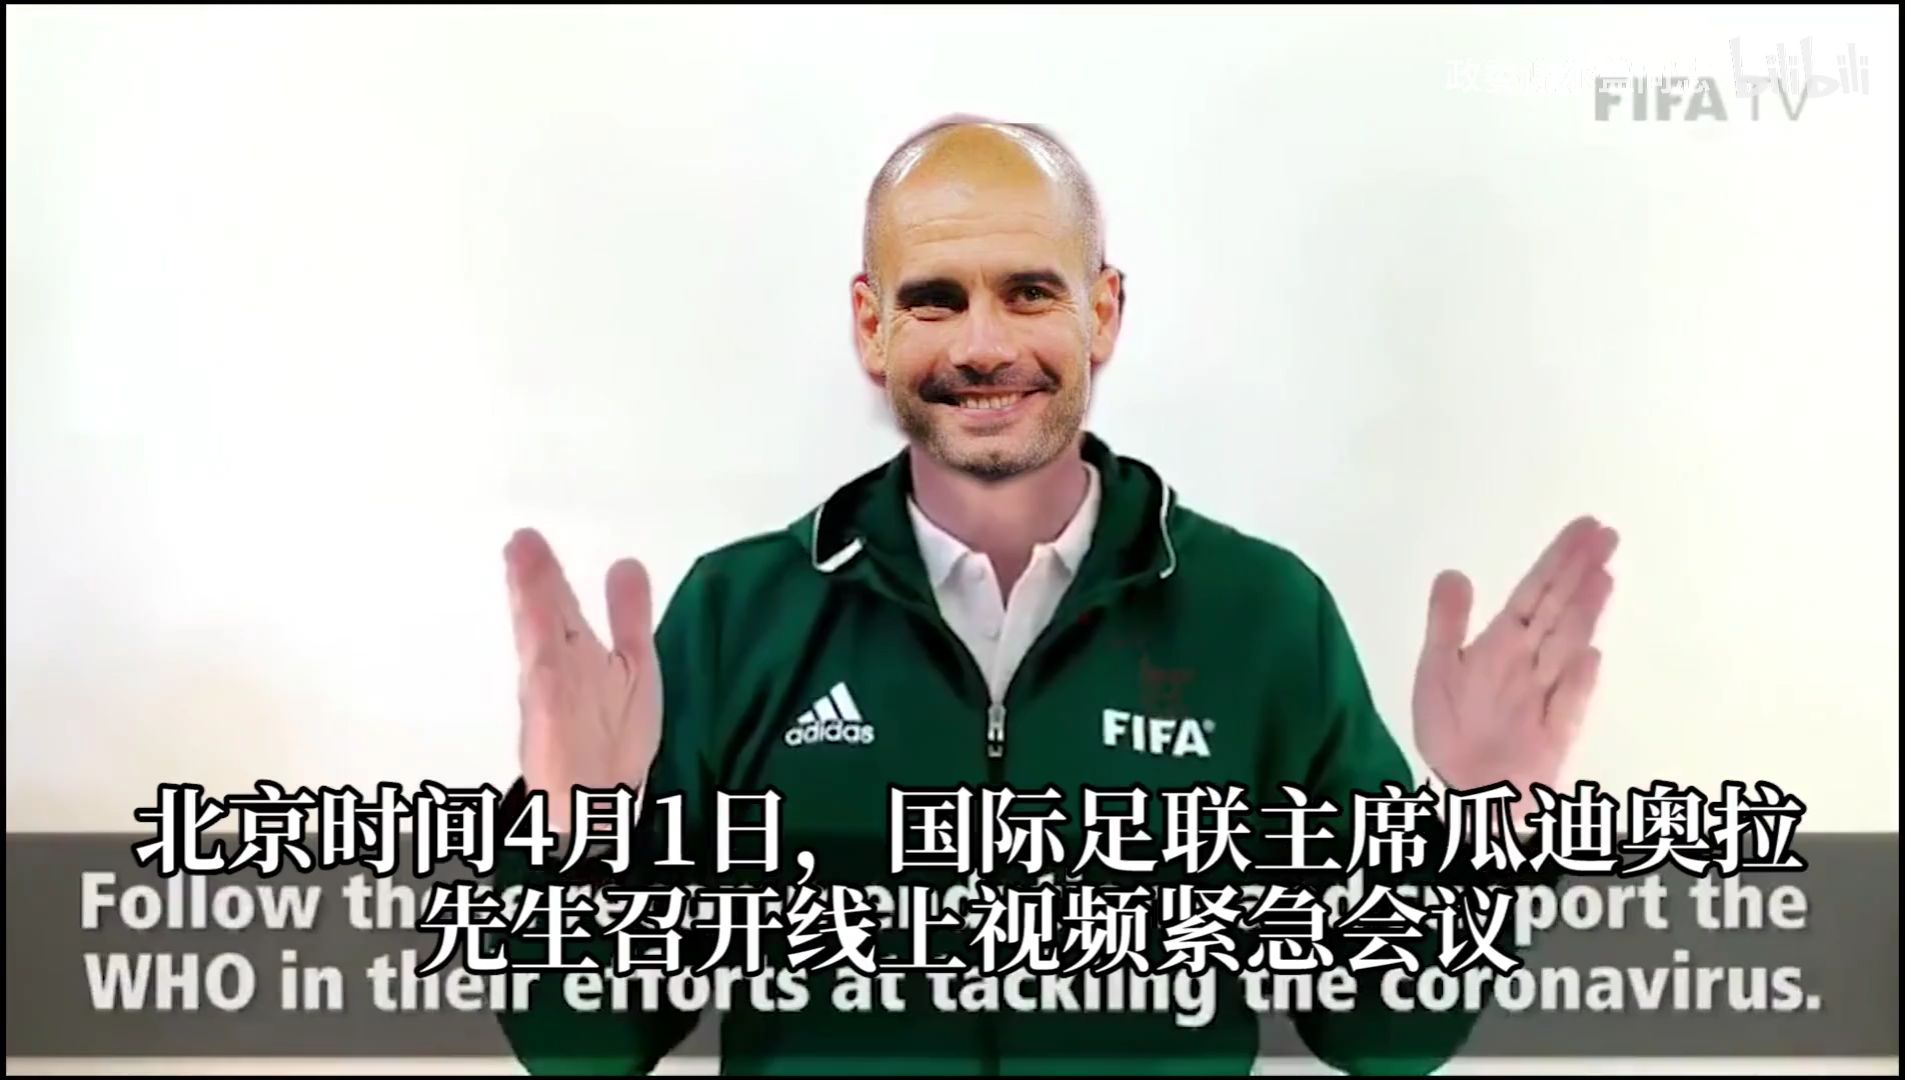 bilibili
FIFA TV
adidas
FIFA
北京时间4月1日，国际足联主席瓜迪奥拉
先生召开线上视频紧急会议
Follow the support the
WHO in their efforts at tackling the coronavirus.